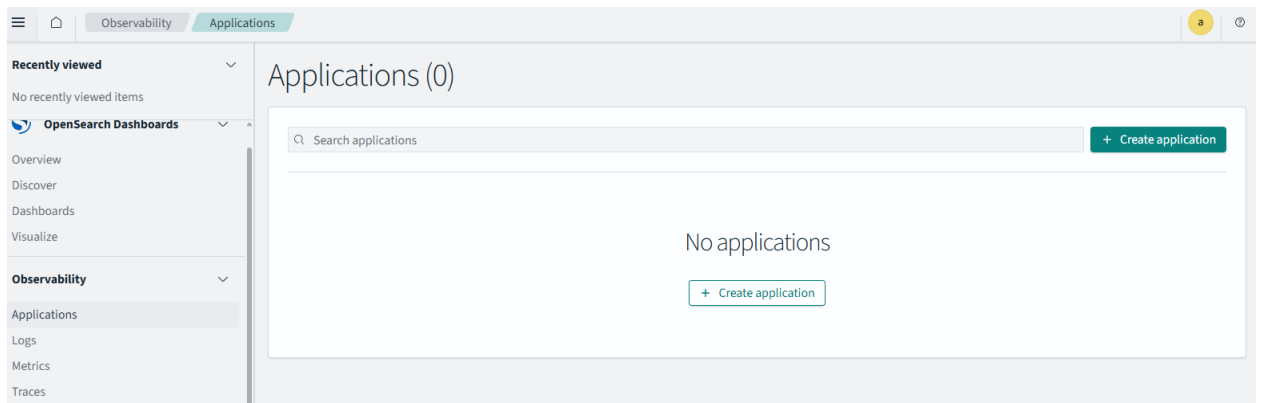 Observability Applications a
Recently viewed
No recently viewed items
OpenSearch Dashboards
Overview
Discover
Dashboards
Visualize
Observability
Applications
Logs
Metrics
Traces
Applications (0)
Search applications
+ Create application
No applications
+ Create application